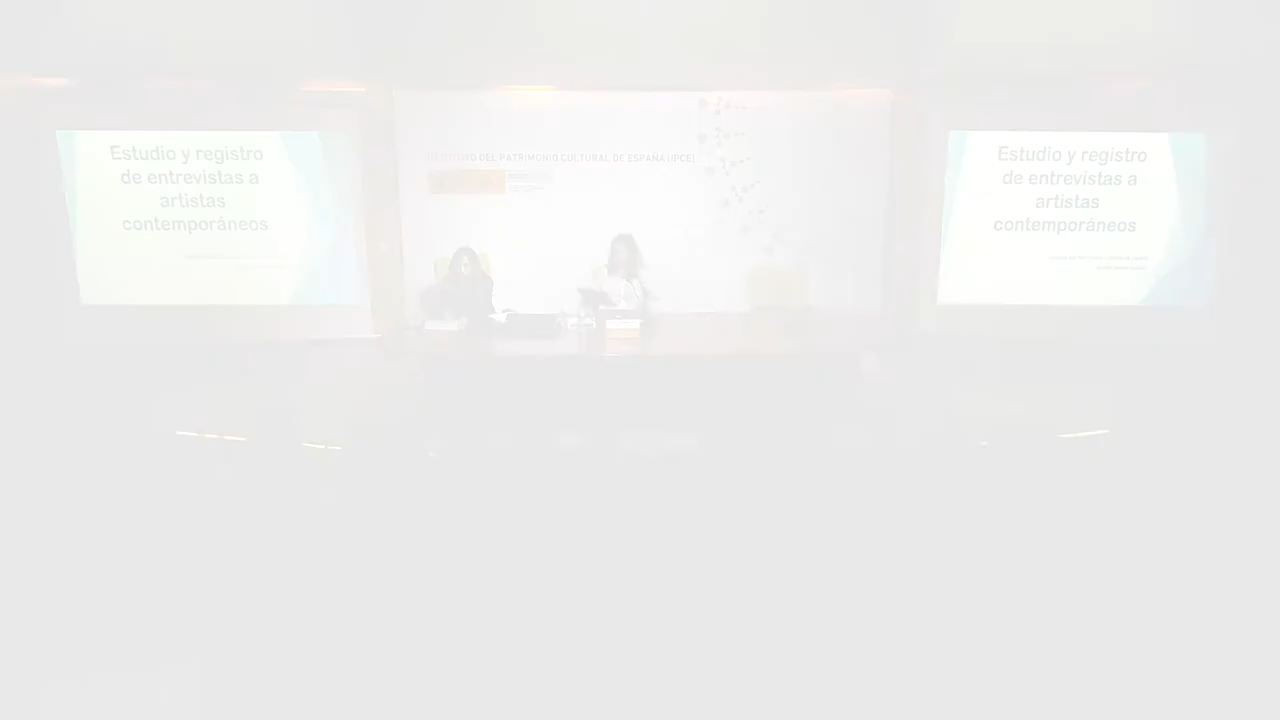 Estudio y registro
de entrevistas a
artistas
contemporáneos
DEL PATRIMONIO CULTURAL DE ESPAÑA (IPCE)
Estudio y registro
de entrevistas a
artistas
contemporáneos